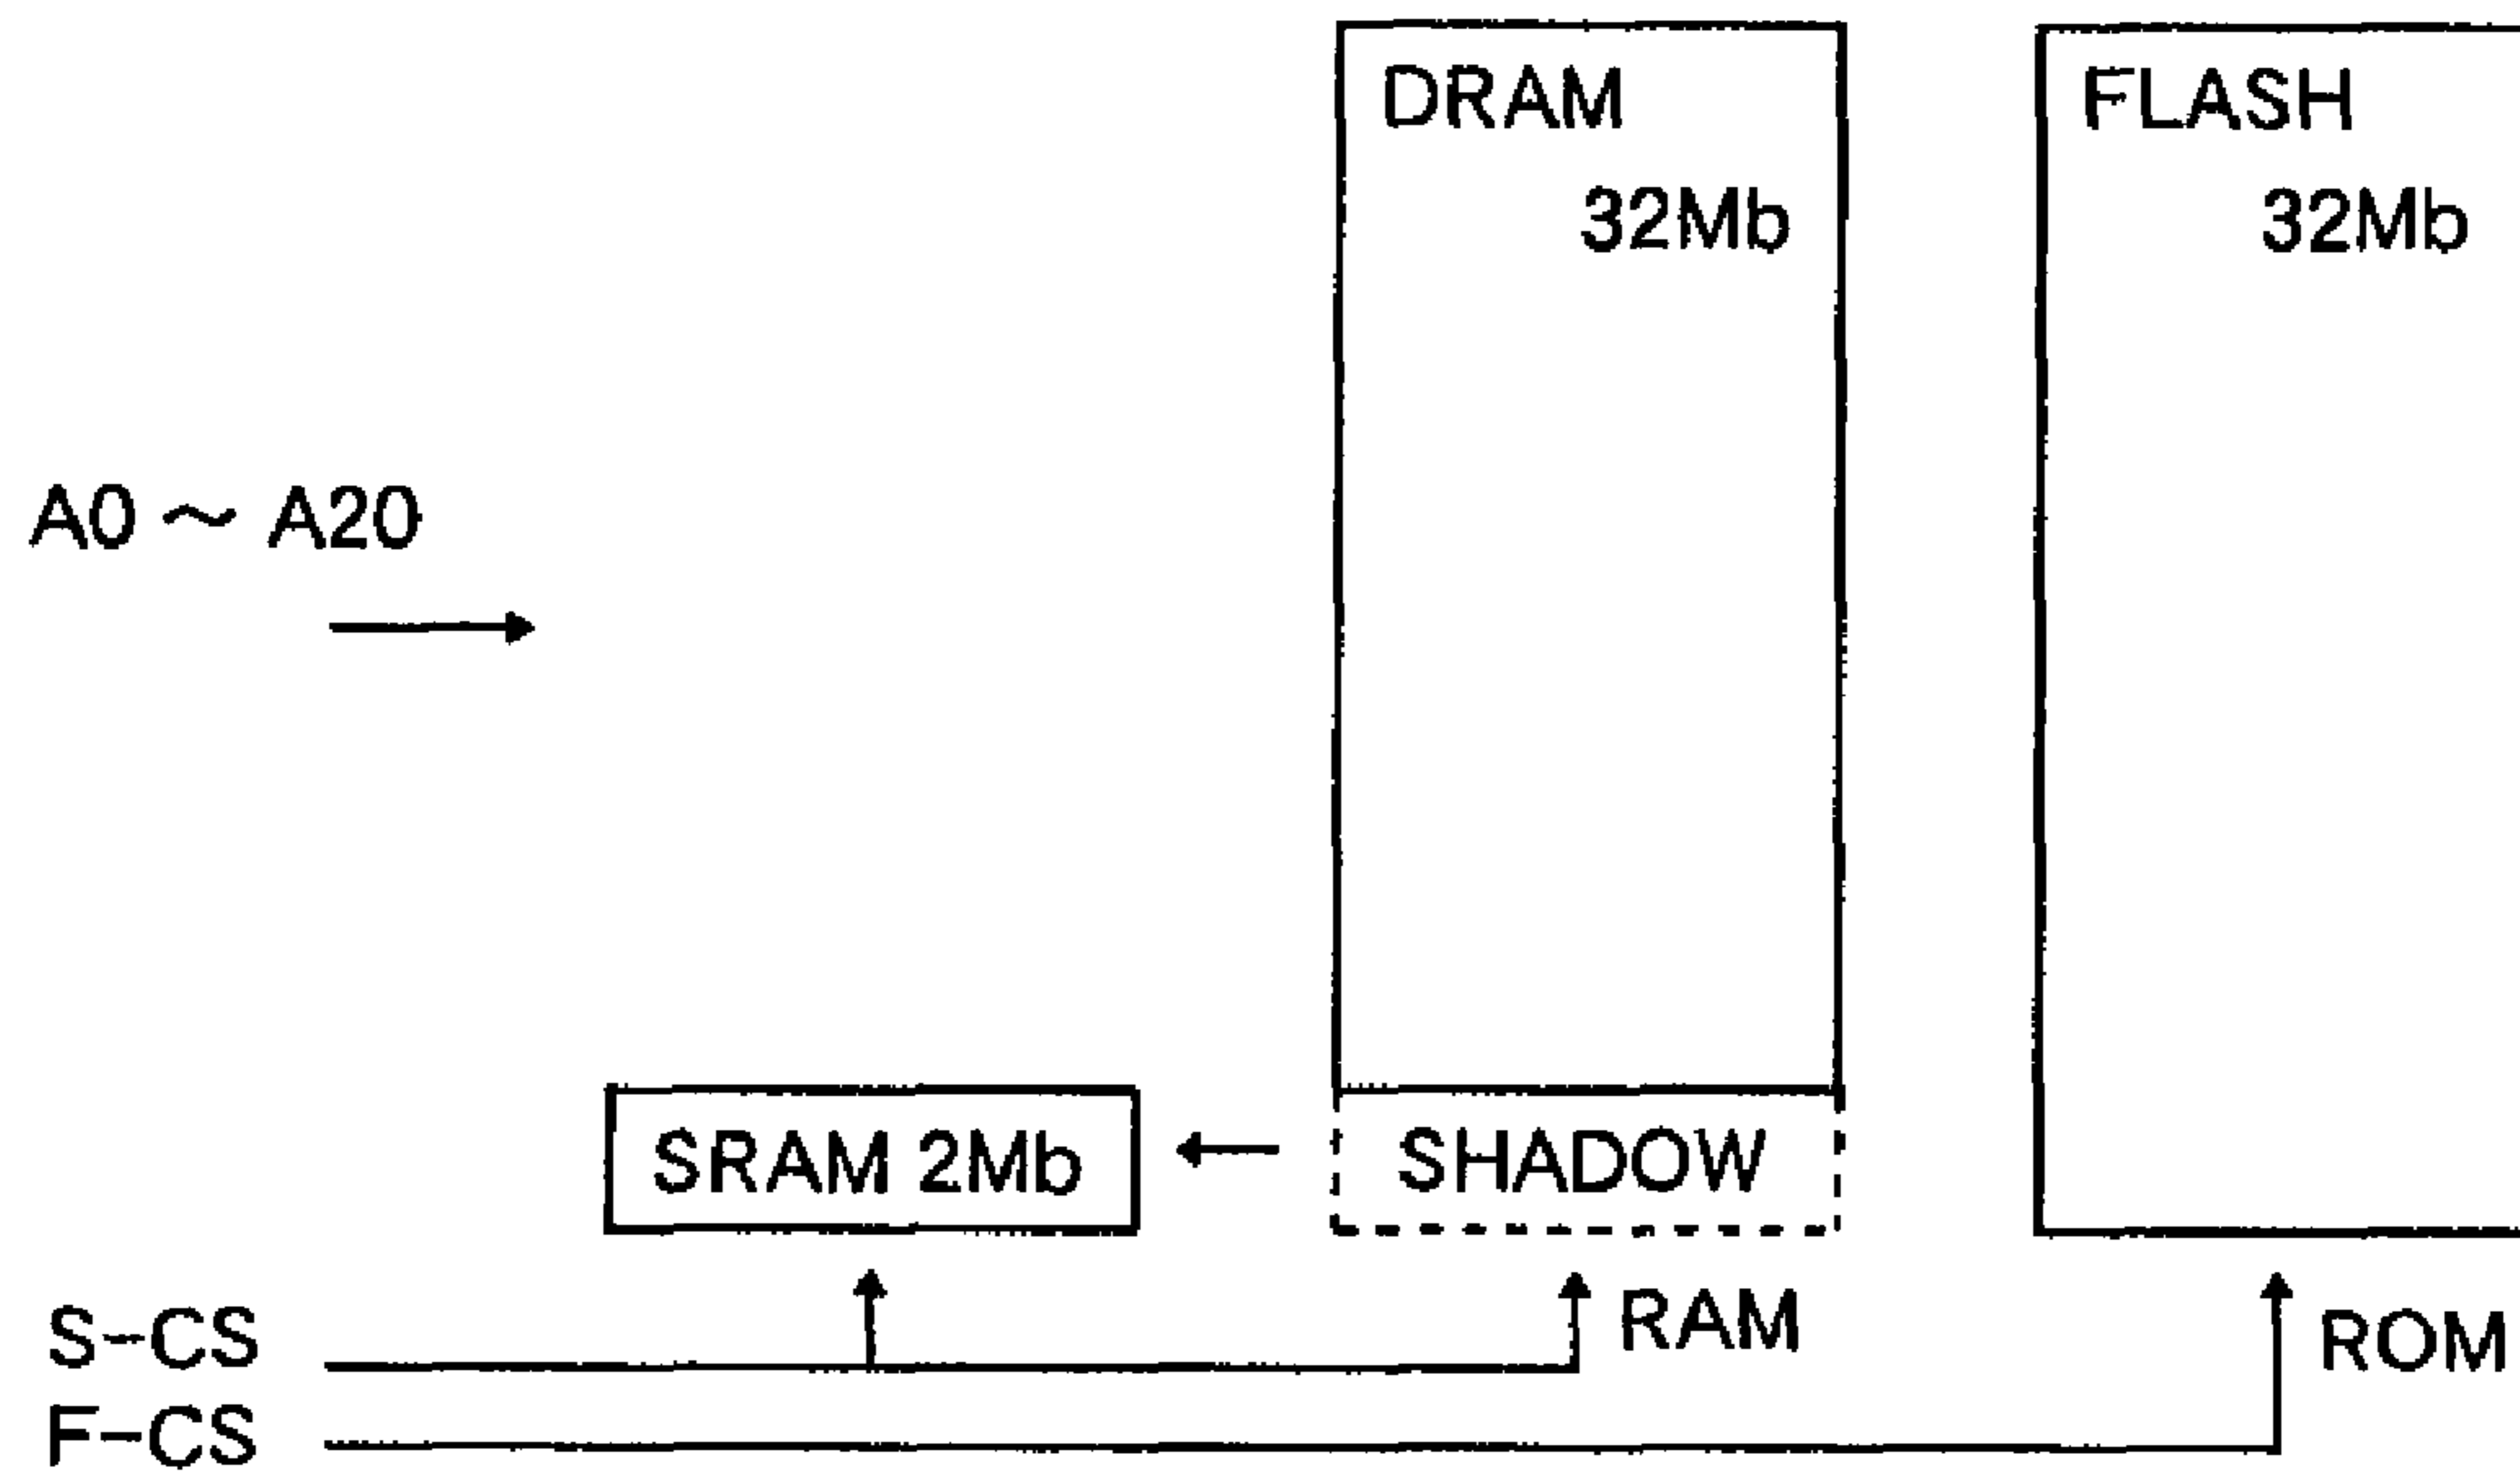 DRAM
32Mb
FLASH
32Mb
A0 ~ A20
SRAM 2Mb
SHADOW
S-CS
RAM
ROM
F-CS